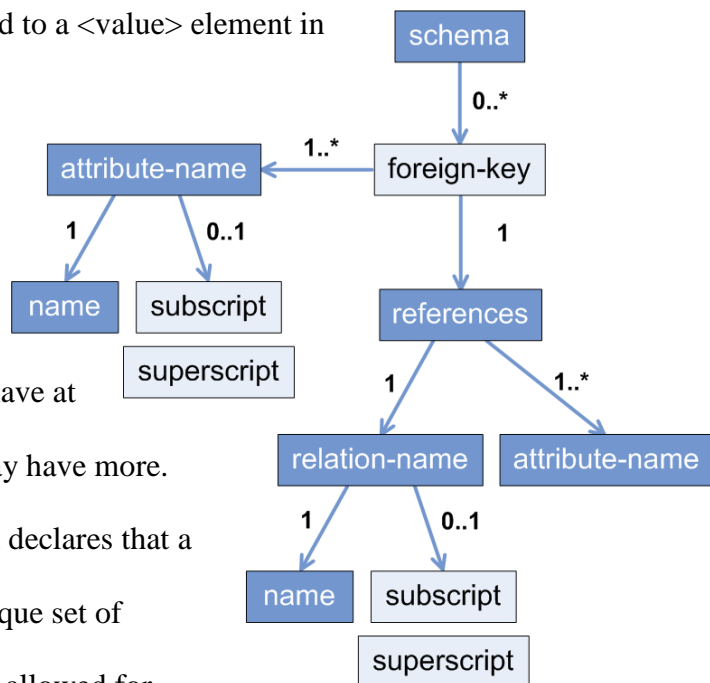 d to a <value> element in
schema
0..*
1..*
attribute-name
foreign-key
1
0..1
1
name
subscript
references
superscript
ave at
1
1..*
y have more.
relation-name
attribute-name
declares that a
1
0..1
que set of
name
subscript
superscript
allowed for